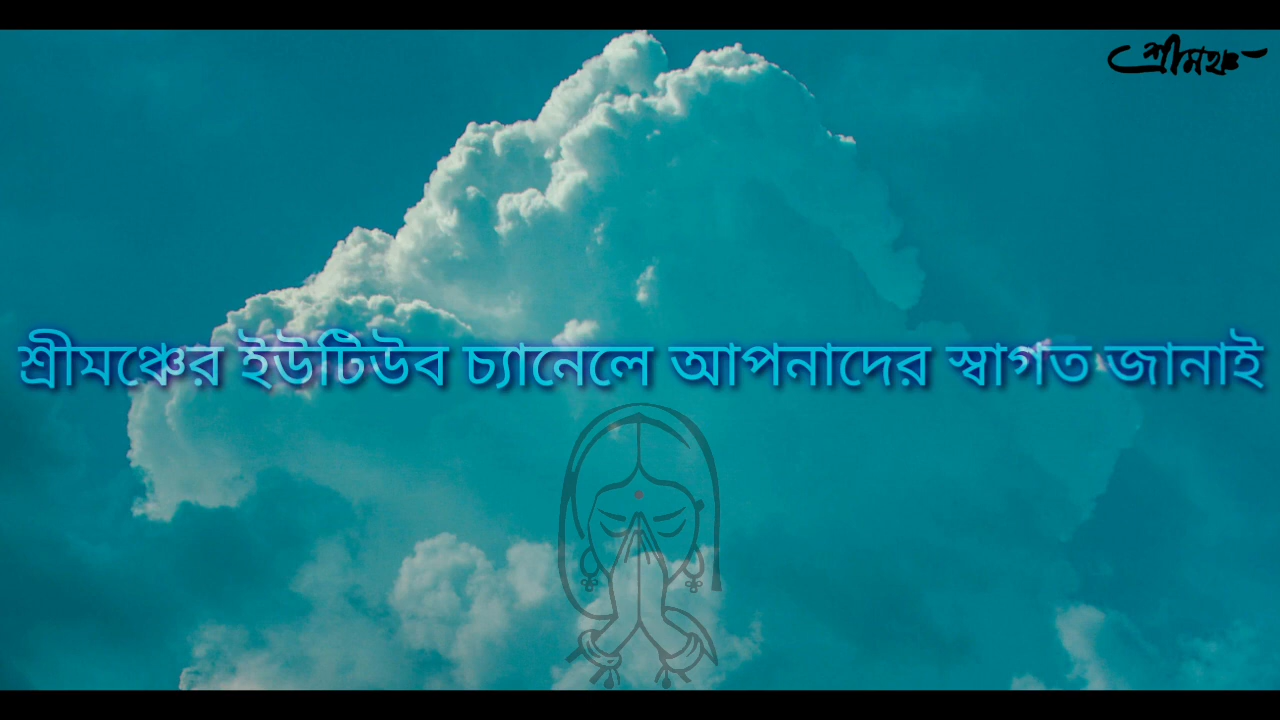 শ্রীমঞ্চ
শ্রীমঞ্চের ইউটিউব চ্যানেলে আপনাদের স্বাগত জানাই